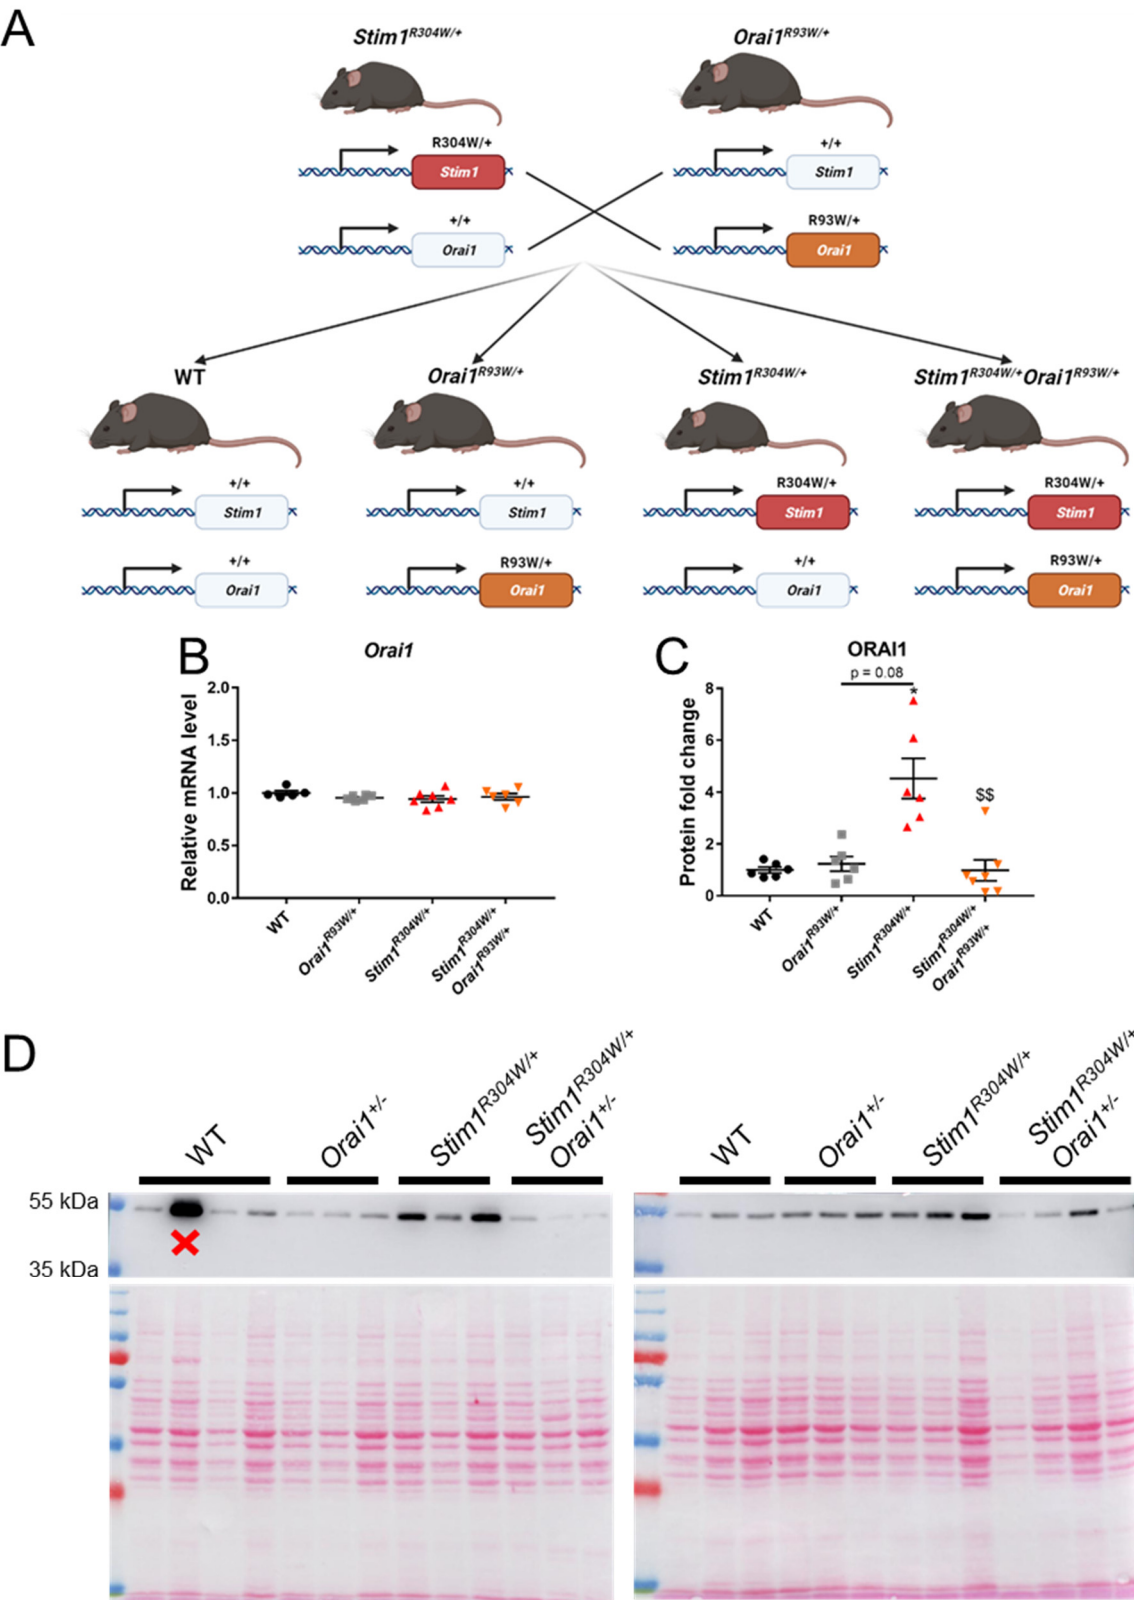 A
Stim1R304W/+
Orai1R93W/+
R304W/+
Stim1
+/+
Stim1
+/+
Orai1
R93W/+
Orai1
WT
Orai1R93W/+
Stim1R304W/+
Stim1R304W/+Orai1R93W/+
+/+
Stim1
+/+
Stim1
R304W/+
Stim1
R304W/+
Stim1
+/+
Orai1
R93W/+
Orai1
+/+
Orai1
R93W/+
Orai1
B
Orai1
Relative mRNA level
2.0
1.5
1.0
0.5
0.0
WT
Orai1R93W/+
Stim1R304W/+
Stim1R304W/+
Orai1R93W/+
C
ORAI1
p = 0.08
*
$$
Protein fold change
8
6
4
2
0
WT
Orai1R93W/+
Stim1R304W/+
Stim1R304W/+
Orai1R93W/+
D
WT
Orai1+/-
Stim1R304W/+
Stim1R304W/+
Orai1+/-
WT
Orai1+/-
Stim1R304W/+
Stim1R304W/+
Orai1+/-
55 kDa
35 kDa